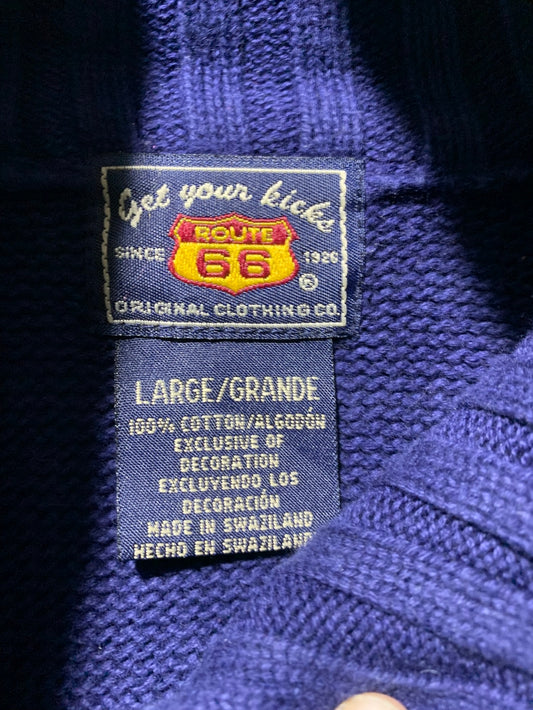 Get your kicks
ROUTE
SINCE 66 1926
®
ORIGINAL CLOTHING CO.
LARGE/GRANDE
100% COTTON/ALGODÓN
EXCLUSIVE OF
DECORATION
EXCLUYENDO LOS
DECORACIÓN
MADE IN SWAZILAND
HECHO EN SWAZILAND